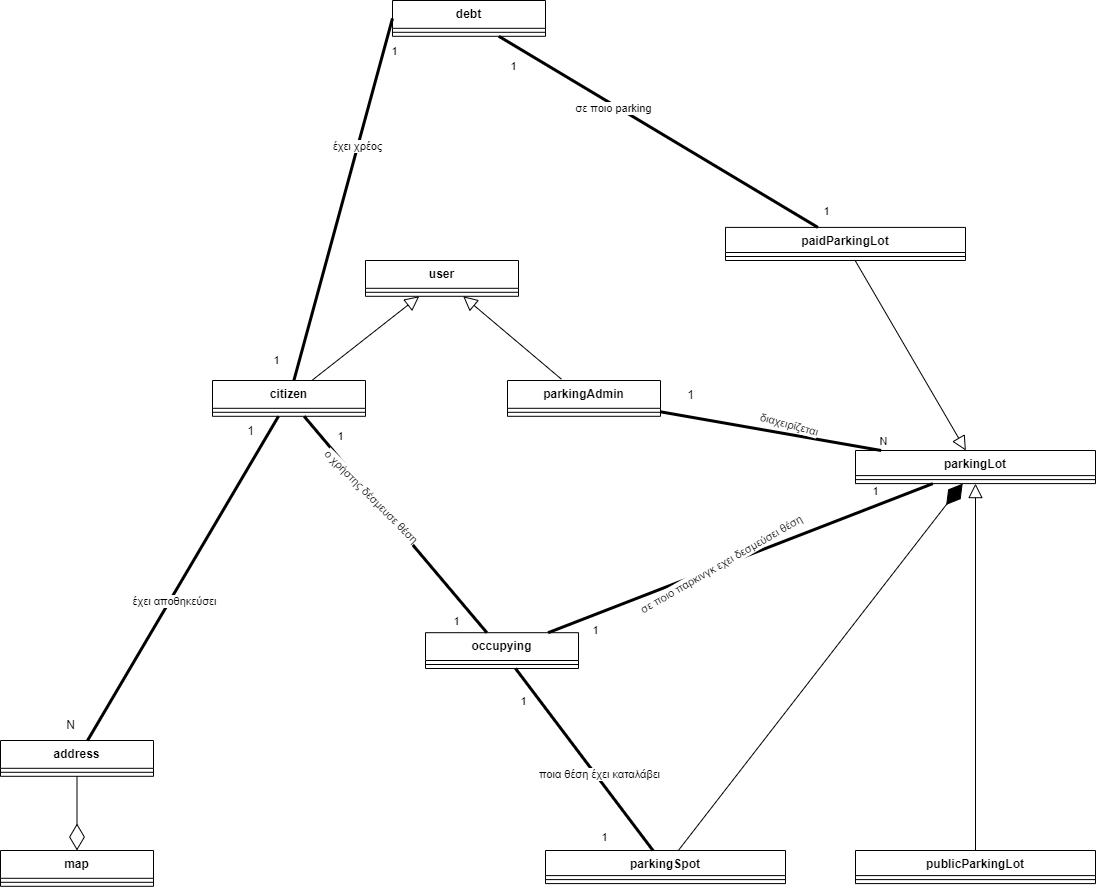 debt
1
1
σε ποιο parking
έχει χρέος
1
paidParkingLot
user
1
citizen
parkingAdmin
1
διαχειρίζεται
N
1
1
parkingLot
ο χρήστης δέσμευσε θέση
1
σε ποιο παρκινγκ εχει δεσμεύσει θέση
έχει αποθηκεύσει
1
1
occupying
1
N
address
ποια θέση έχει καταλάβει
1
map
parkingSpot
publicParkingLot